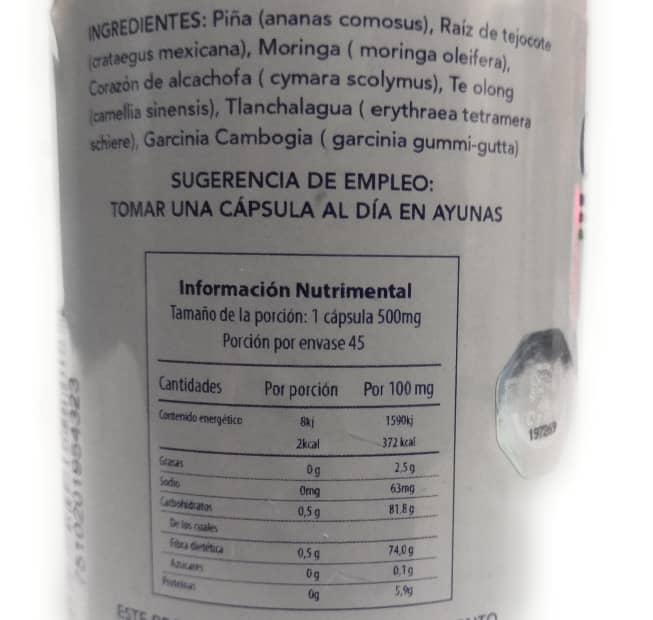 INGREDIENTES: Piña (ananas comosus), Raíz de tejocote
(crataegus mexicana), Moringa ( moringa oleifera),
Corazón de alcachofa ( cymara scolymus), Te olong
(camellia sinensis), Tlanchalagua ( erythraea tetramera
schiere), Garcinia Cambogia ( garcinia gummi-gutta)
SUGERENCIA DE EMPLEO:
TOMAR UNA CÁPSULA AL DÍA EN AYUNAS
Información Nutrimental
Tamaño de la porción: 1 cápsula 500mg
Porción por envase 45
Cantidades Por porción Por 100 mg
Contenido energético 8kj 1590kj
2kcal 372 kcal
Grasas 0g 2,5g
Sodio 0mg 63mg
Carbohidratos 0,5 g 81,8 g
De los cuales
Fibra dietética 0,5 g 74,0 g
Azúcares 0g 0,1g
Proteínas 0g 5,9g
ESTE
197269